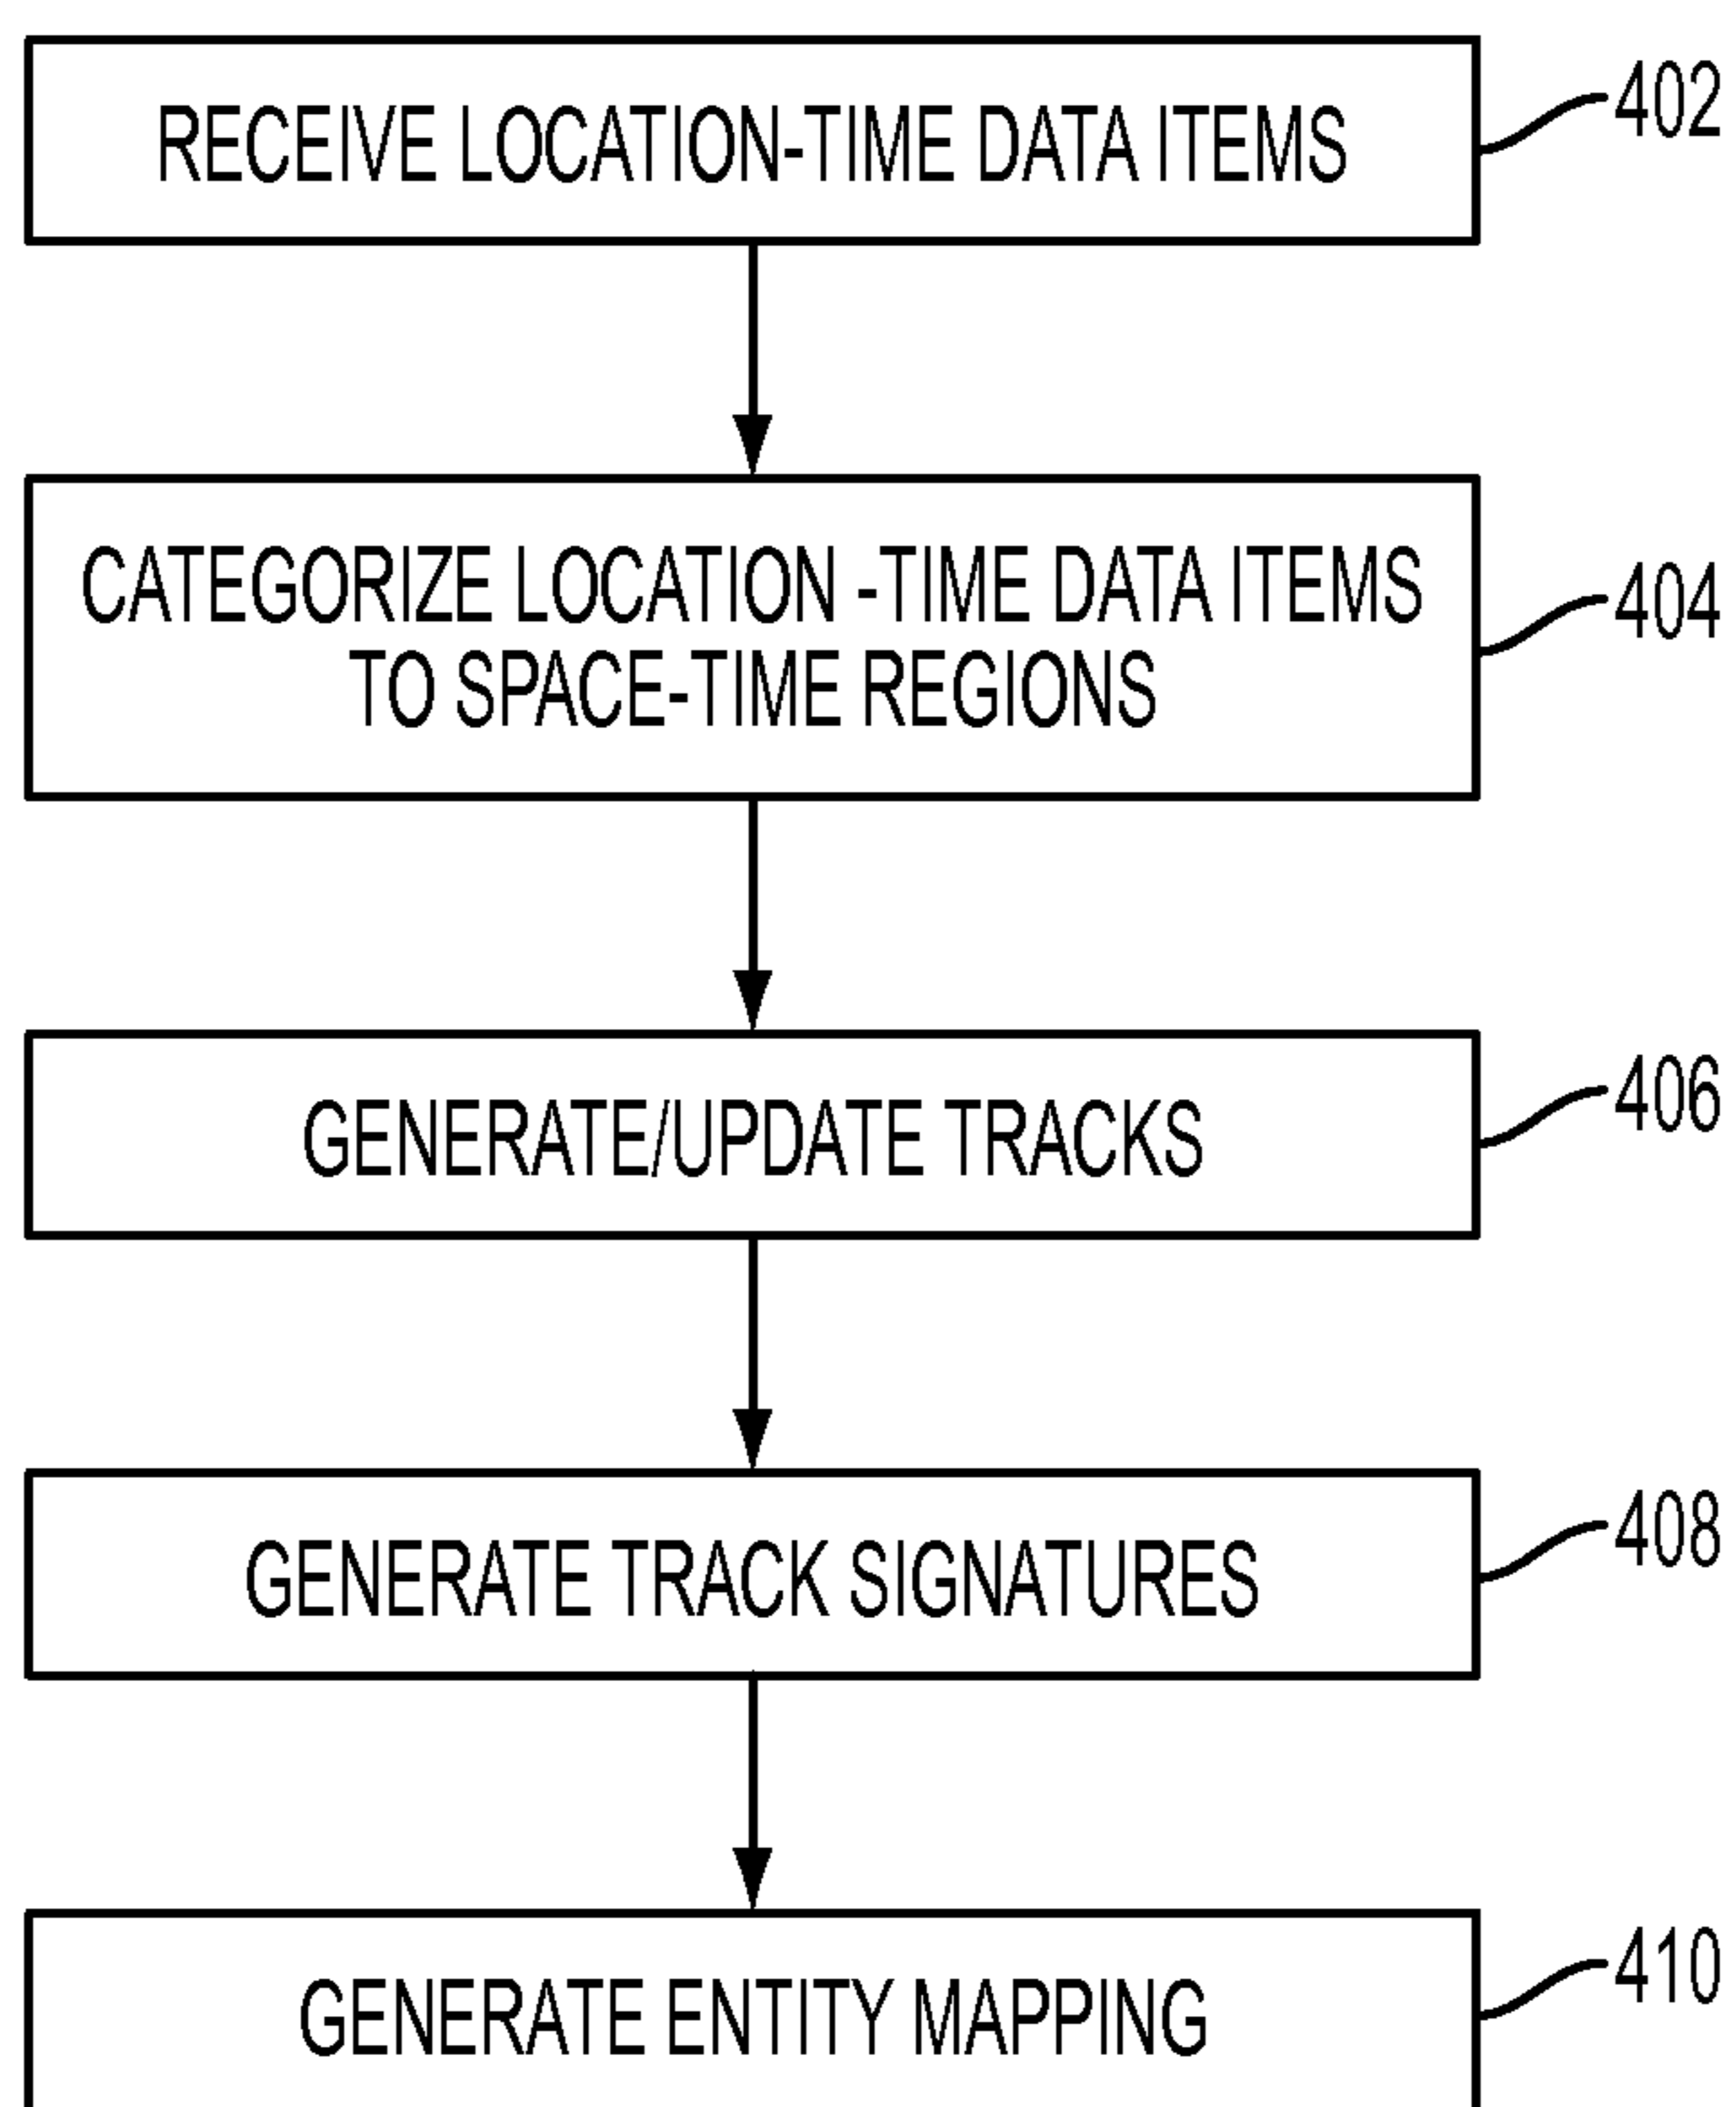 RECEIVE LOCATION-TIME DATA ITEMS
402
CATEGORIZE LOCATION -TIME DATA ITEMS
TO SPACE-TIME REGIONS
404
GENERATE/UPDATE TRACKS
406
GENERATE TRACK SIGNATURES
408
GENERATE ENTITY MAPPING
410